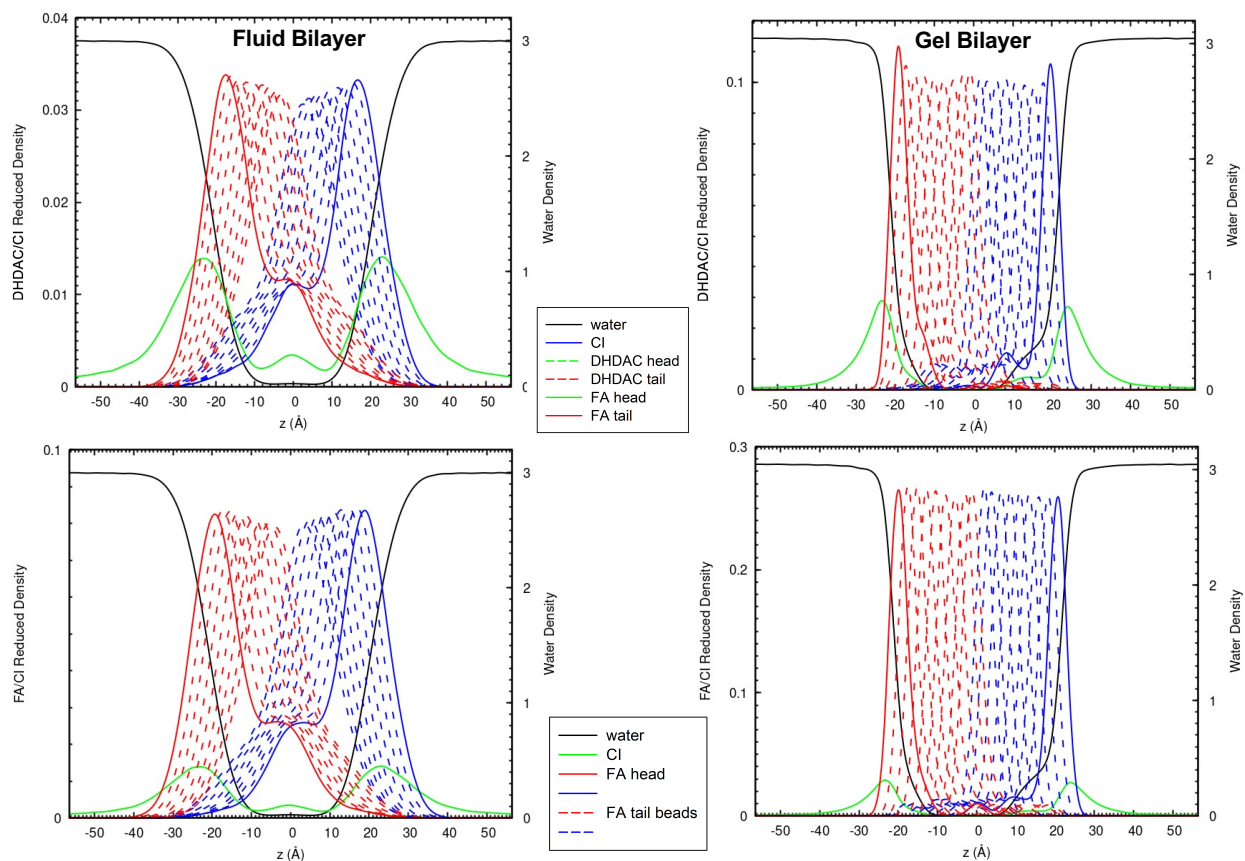 Fluid Bilayer
0.04
0.03
0.02
0.01
0
DHDAC/Cl Reduced Density
3
2
1
0
Water Density
-50 -40 -30 -20 -10 0 10 20 30 40 50
z (Å)
Gel Bilayer
0.1
0
DHDAC/Cl Reduced Density
3
2
1
0
Water Density
-50 -40 -30 -20 -10 0 10 20 30 40 50
z (Å)
water
Cl
DHDAC head
DHDAC tail
FA head
FA tail
0.1
0
FA/Cl Reduced Density
3
2
1
0
Water Density
-50 -40 -30 -20 -10 0 10 20 30 40 50
z (Å)
water
Cl
FA head
FA tail beads
0.3
0.2
0.1
0
FA/Cl Reduced Density
3
2
1
0
Water Density
-50 -40 -30 -20 -10 0 10 20 30 40 50
z (Å)